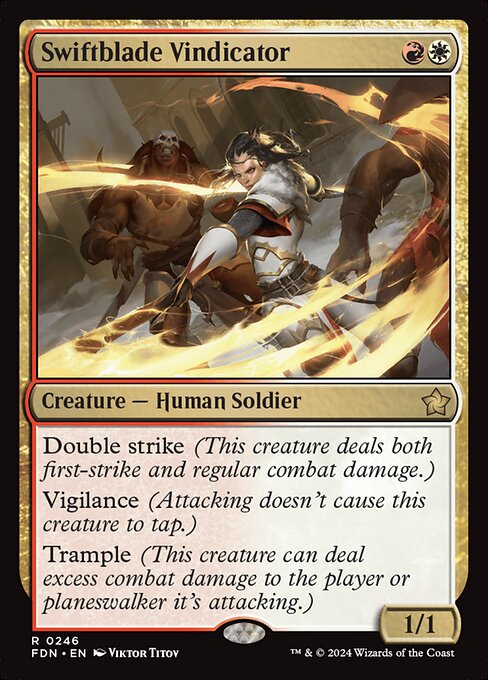 Swiftblade Vindicator
Creature — Human Soldier
Double strike (This creature deals both
first-strike and regular combat damage.)
Vigilance (Attacking doesn't cause this
creature to tap.)
Trample (This creature can deal
excess combat damage to the player or
planeswalker it's attacking.)
1/1
R 0246
FDN • EN Viktor Titov
™ & © 2024 Wizards of the Coast